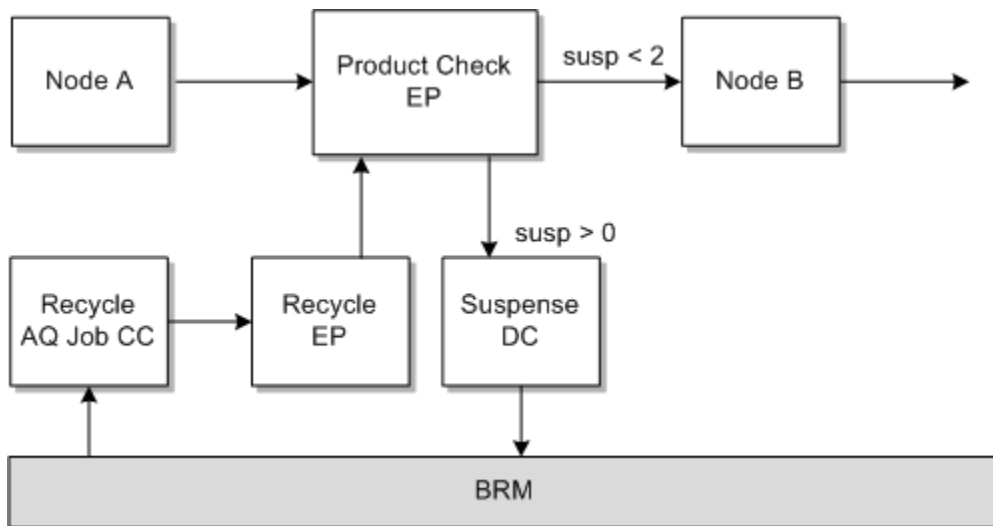 Node A
Product Check
EP
susp < 2
Node B
susp > 0
Recycle
AQ Job CC
Recycle
EP
Suspense
DC
BRM